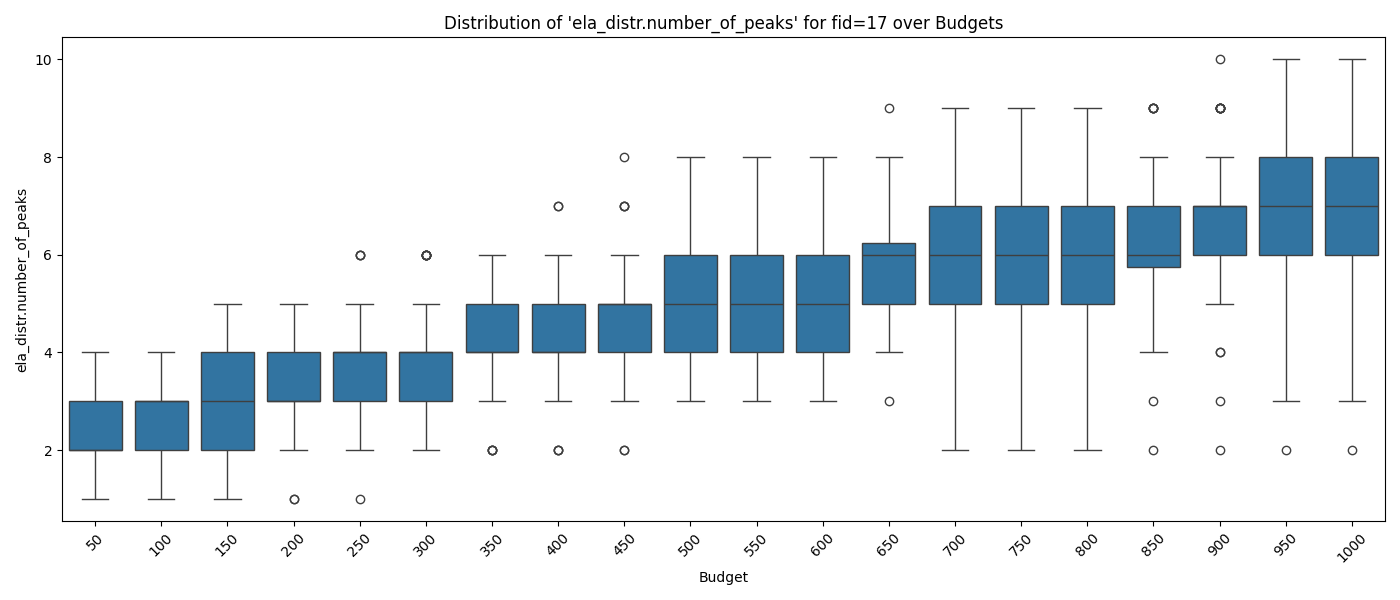 Distribution of 'ela_distr.number_of_peaks' for fid=17 over Budgets
ela_distr.number_of_peaks
10
8
6
4
2
50 100 150 200 250 300 350 400 450 500 550 600 650 700 750 800 850 900 950 1000
Budget